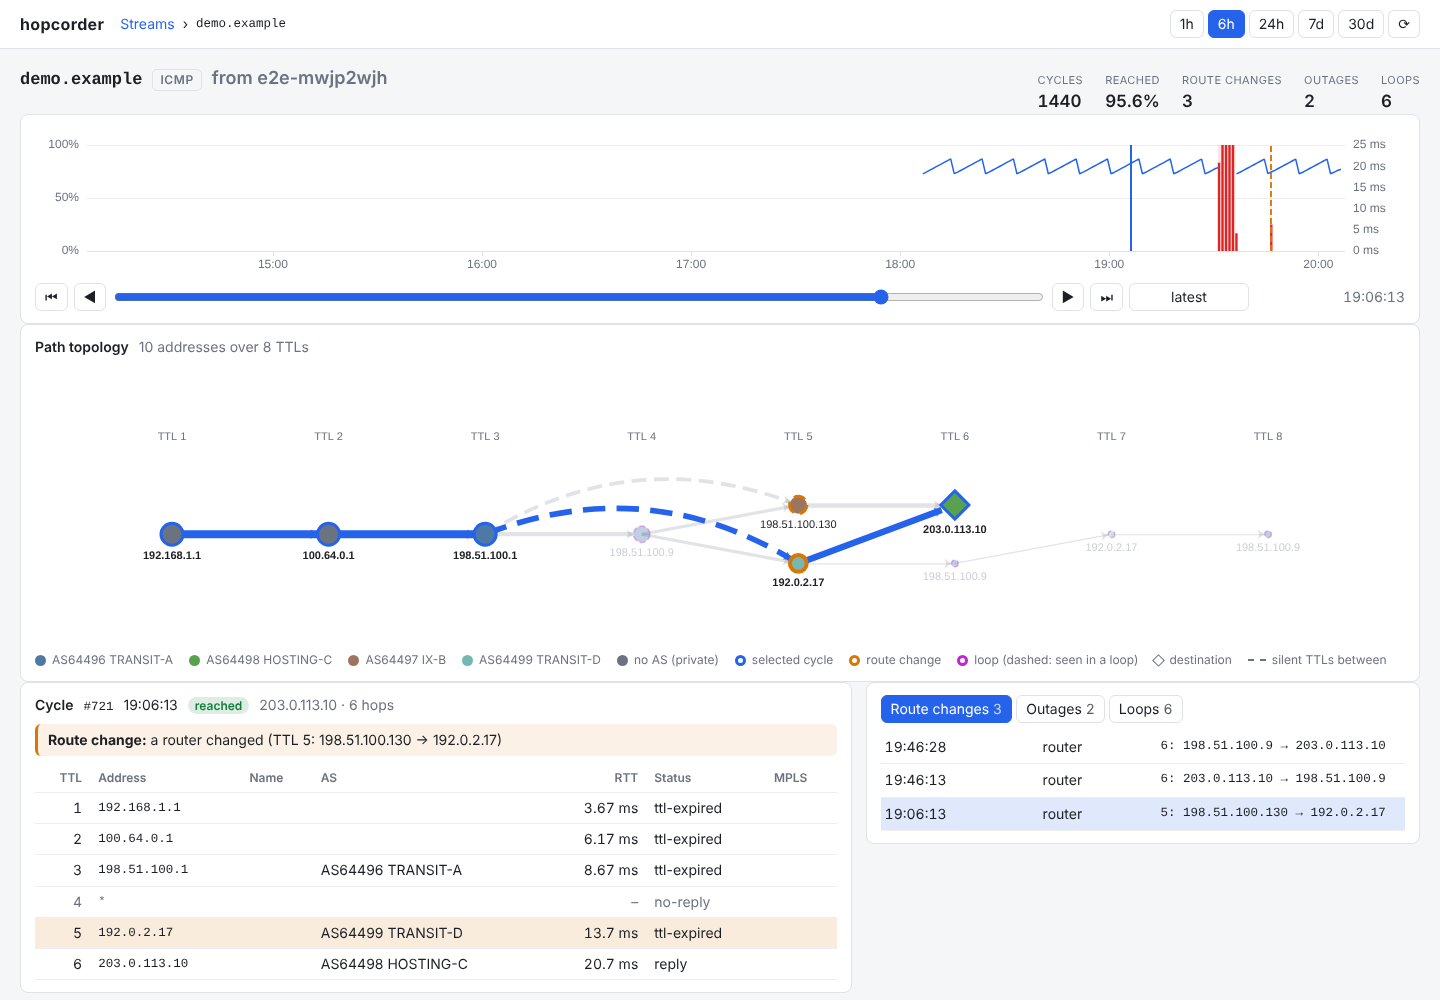 hopcorder Streams › demo.example 1h 6h 24h 7d 30d ⟳
demo.example ICMP from e2e-mwjp2wjh
CYCLES REACHED ROUTE CHANGES OUTAGES LOOPS
1440 95.6% 3 2 6
100% 25 ms
20 ms
15 ms
50%
10 ms
5 ms
0% 0 ms
15:00 16:00 17:00 18:00 19:00 20:00
⏮ ◀ ▶ ⏭ latest 19:06:13
Path topology 10 addresses over 8 TTLs
TTL 1 TTL 2 TTL 3 TTL 4 TTL 5 TTL 6 TTL 7 TTL 8
198.51.100.130
203.0.113.10
192.168.1.1 100.64.0.1 198.51.100.1 198.51.100.9 192.0.2.17 198.51.100.9
192.0.2.17 198.51.100.9
AS64496 TRANSIT-A AS64498 HOSTING-C AS64497 IX-B AS64499 TRANSIT-D no AS (private) selected cycle route change loop (dashed: seen in a loop) destination silent TTLs between
Cycle #721 19:06:13 reached 203.0.113.10 · 6 hops
Route change: a router changed (TTL 5: 198.51.100.130 → 192.0.2.17)
TTL Address Name AS RTT Status MPLS
1 192.168.1.1 3.67 ms ttl-expired
2 100.64.0.1 6.17 ms ttl-expired
3 198.51.100.1 AS64496 TRANSIT-A 8.67 ms ttl-expired
4 * – no-reply
5 192.0.2.17 AS64499 TRANSIT-D 13.7 ms ttl-expired
6 203.0.113.10 AS64498 HOSTING-C 20.7 ms reply
Route changes 3 Outages 2 Loops 6
19:46:28 router 6: 198.51.100.9 → 203.0.113.10
19:46:13 router 6: 203.0.113.10 → 198.51.100.9
19:06:13 router 5: 198.51.100.130 → 192.0.2.17